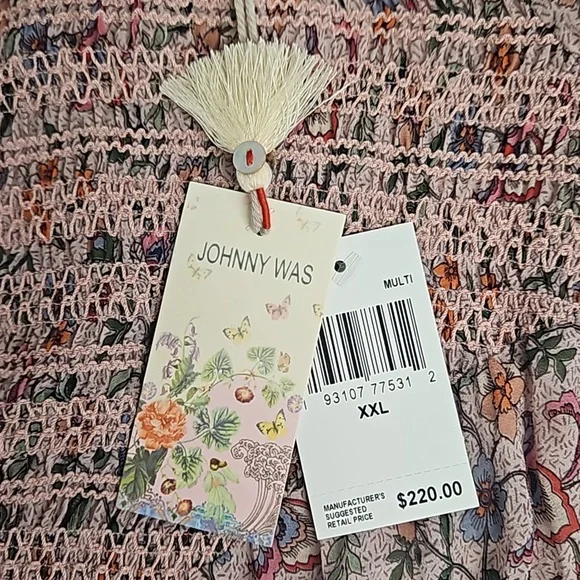 JOHNNY WAS
MULTI
93107 77531 2
XXL
MANUFACTURER'S
SUGGESTED
RETAIL PRICE
$220.00